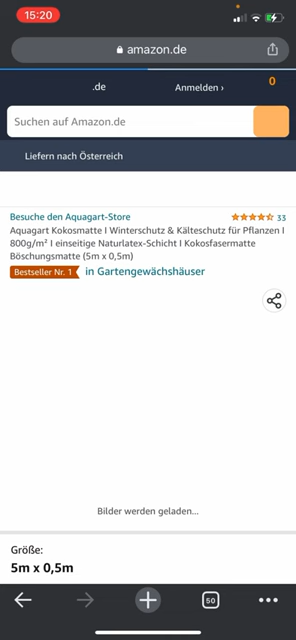 15:20
amazon.de
.de
Anmelden ›
0
Suchen auf Amazon.de
Liefern nach Österreich
Besuche den Aquagart-Store
33
Aquagart Kokosmatte I Winterschutz & Kälteschutz für Pflanzen I
800g/m² I einseitige Naturlatex-Schicht I Kokosfasermatte
Böschungsmatte (5m x 0,5m)
Bestseller Nr. 1 in Gartengewächshäuser
Bilder werden geladen...
Größe:
5m x 0,5m
50